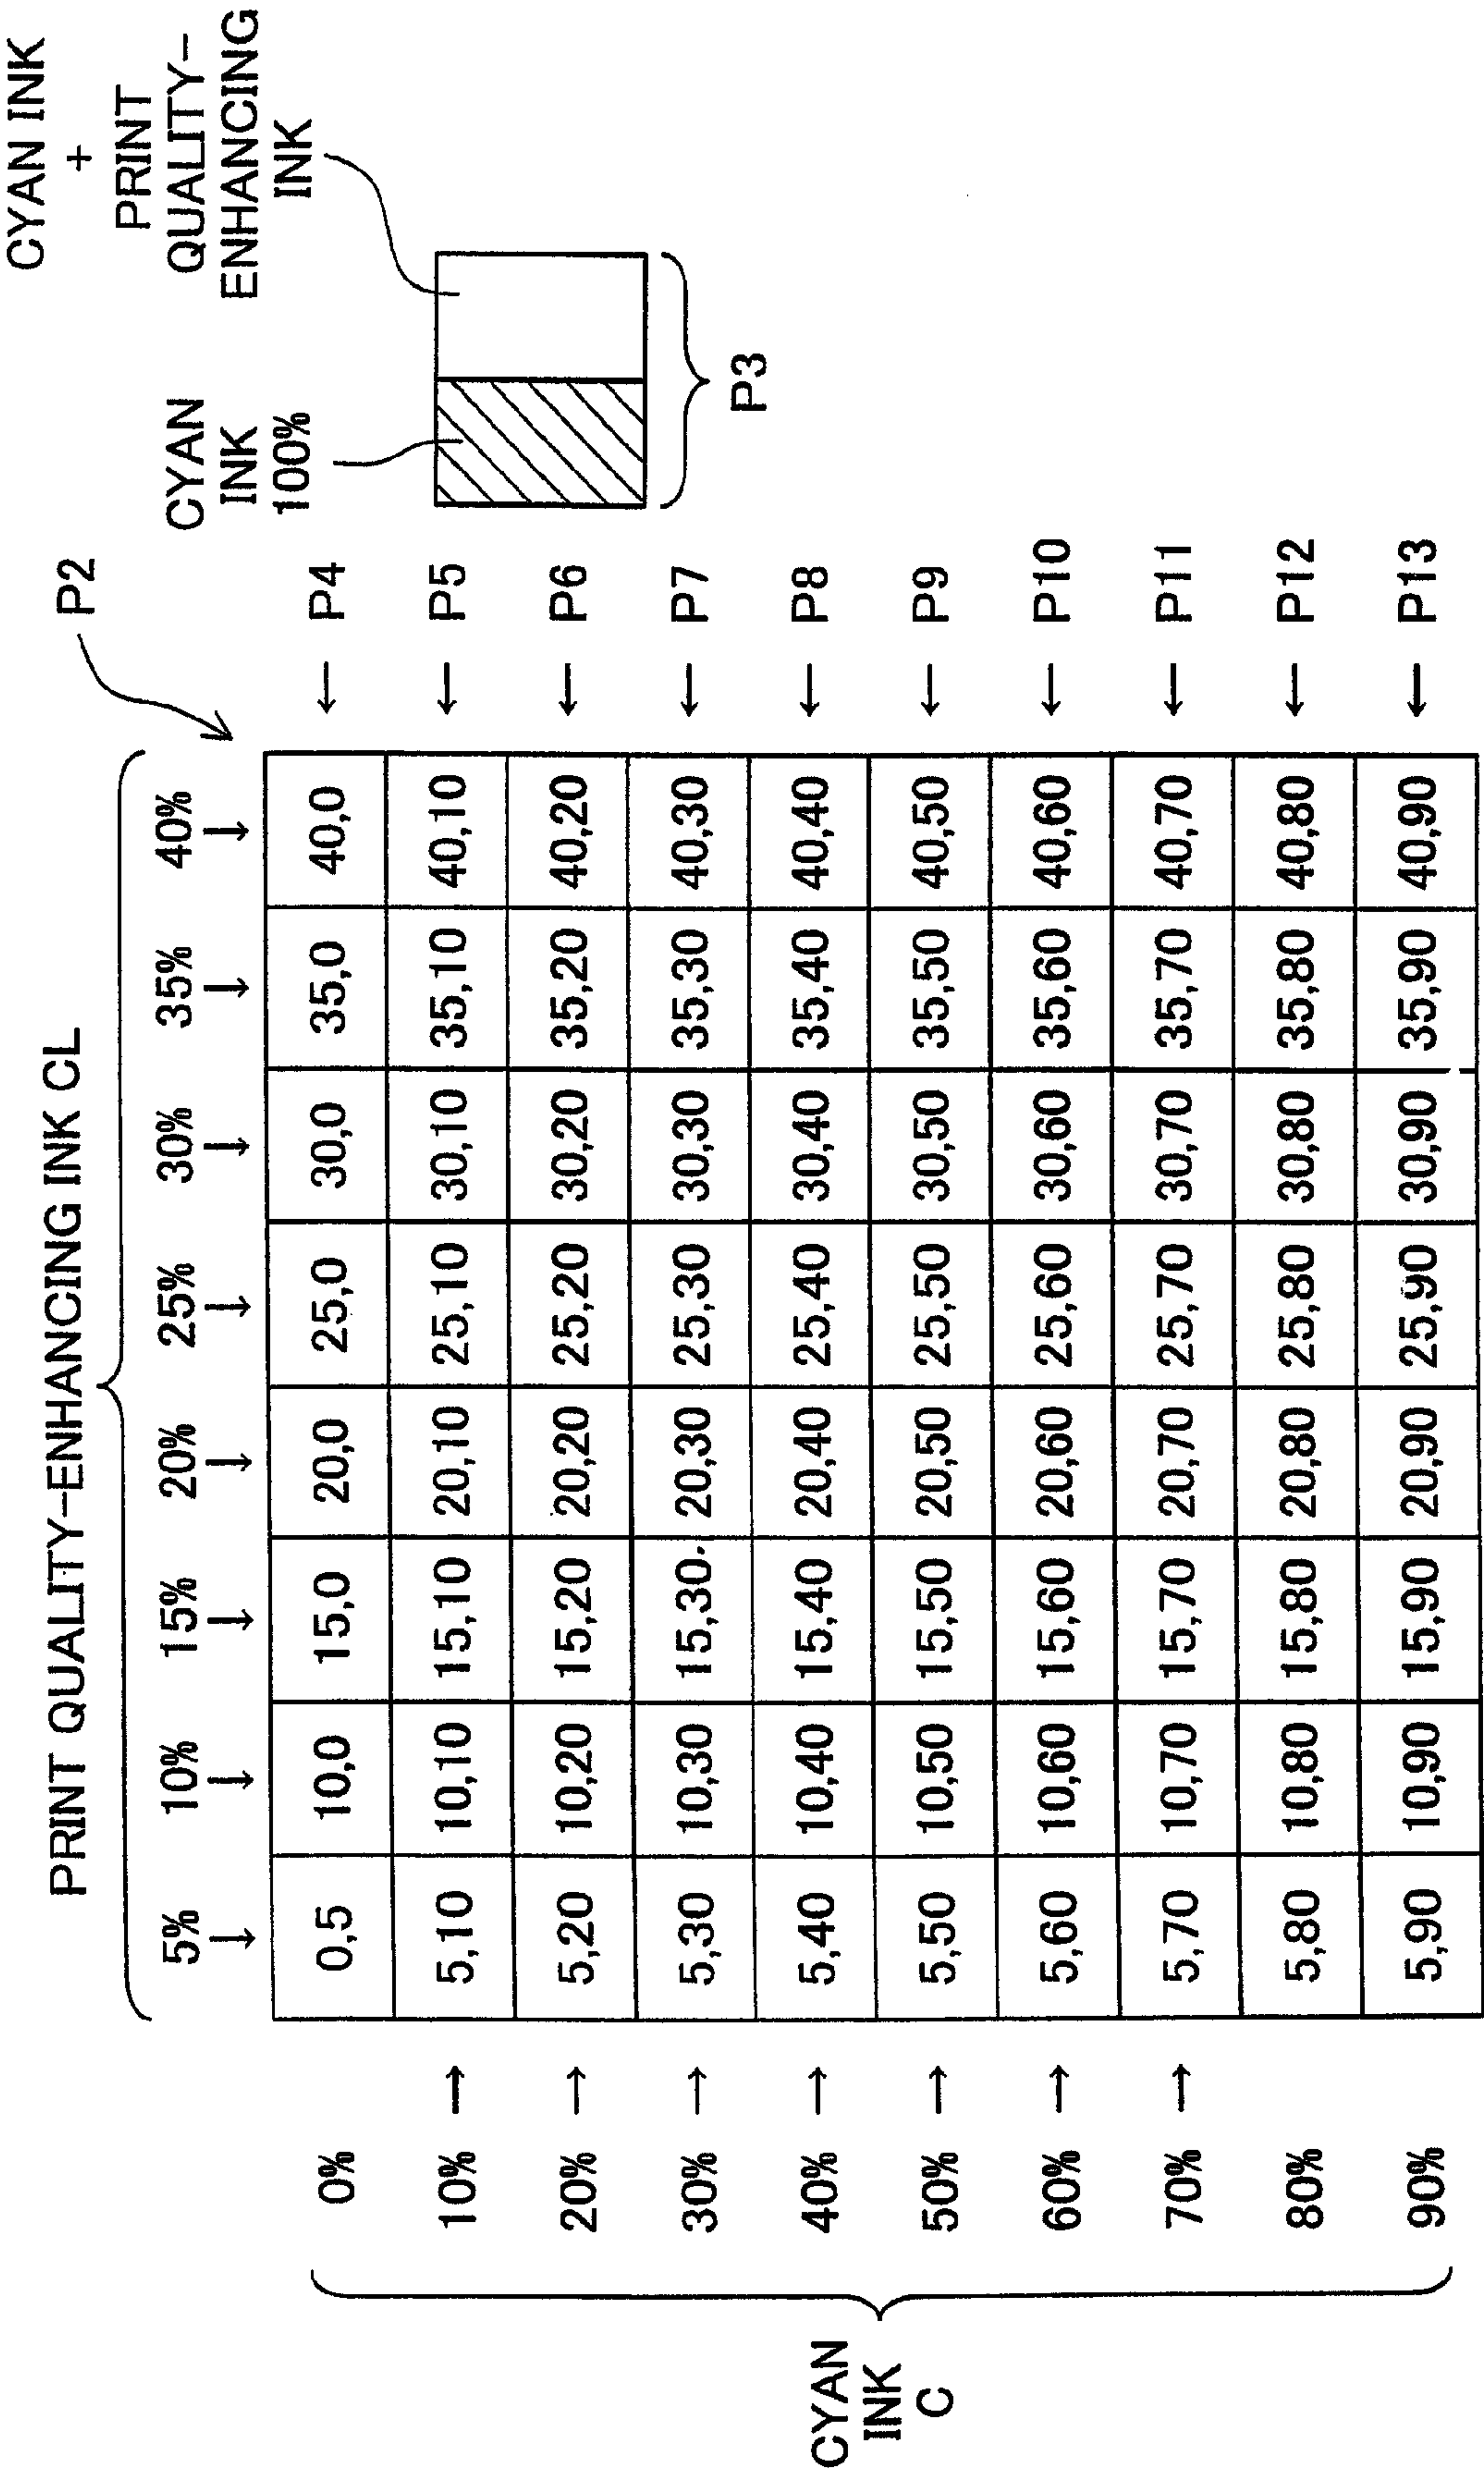 PRINT QUALITY-ENHANCING INK CL
5% 10% 15% 20% 25% 30% 35% 40%
↓ ↓ ↓ ↓ ↓ ↓ ↓ ↓
P2
CYAN INK C
0% 0,5 10,0 15,0 20,0 25,0 30,0 35,0 40,0 ← P4
10% → 5,10 10,10 15,10 20,10 25,10 30,10 35,10 40,10 ← P5
20% → 5,20 10,20 15,20 20,20 25,20 30,20 35,20 40,20 ← P6
30% → 5,30 10,30 15,30 20,30 25,30 30,30 35,30 40,30 ← P7
40% → 5,40 10,40 15,40 20,40 25,40 30,40 35,40 40,40 ← P8
50% → 5,50 10,50 15,50 20,50 25,50 30,50 35,50 40,50 ← P9
60% → 5,60 10,60 15,60 20,60 25,60 30,60 35,60 40,60 ← P10
70% → 5,70 10,70 15,70 20,70 25,70 30,70 35,70 40,70 ← P11
80% 5,80 10,80 15,80 20,80 25,80 30,80 35,80 40,80 ← P12
90% 5,90 10,90 15,90 20,90 25,90 30,90 35,90 40,90 ← P13
CYAN
INK
100%
CYAN INK
+
PRINT
QUALITY-
ENHANCING
INK
P3